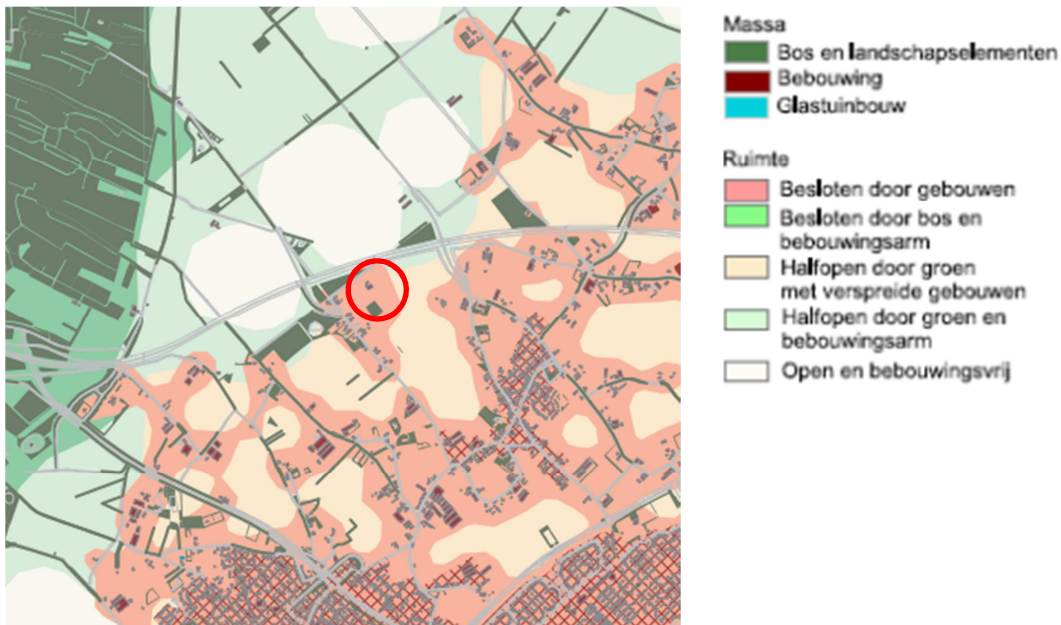 Massa
Bos en landschapselementen
Bebouwing
Glastuinbouw
Ruimte
Besloten door gebouwen
Besloten door bos en
bebouwingsarm
Halfopen door groen
met verspreide gebouwen
Halfopen door groen en
bebouwingsarm
Open en bebouwingsvrij